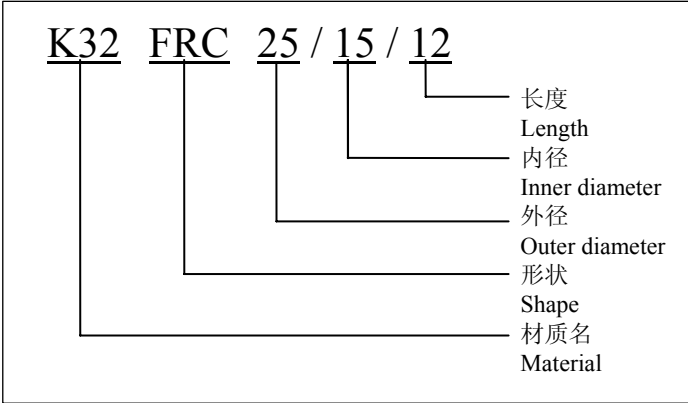 K32 FRC 25 / 15 / 12
长度
Length
内径
Inner diameter
外径
Outer diameter
形状
Shape
材质名
Material